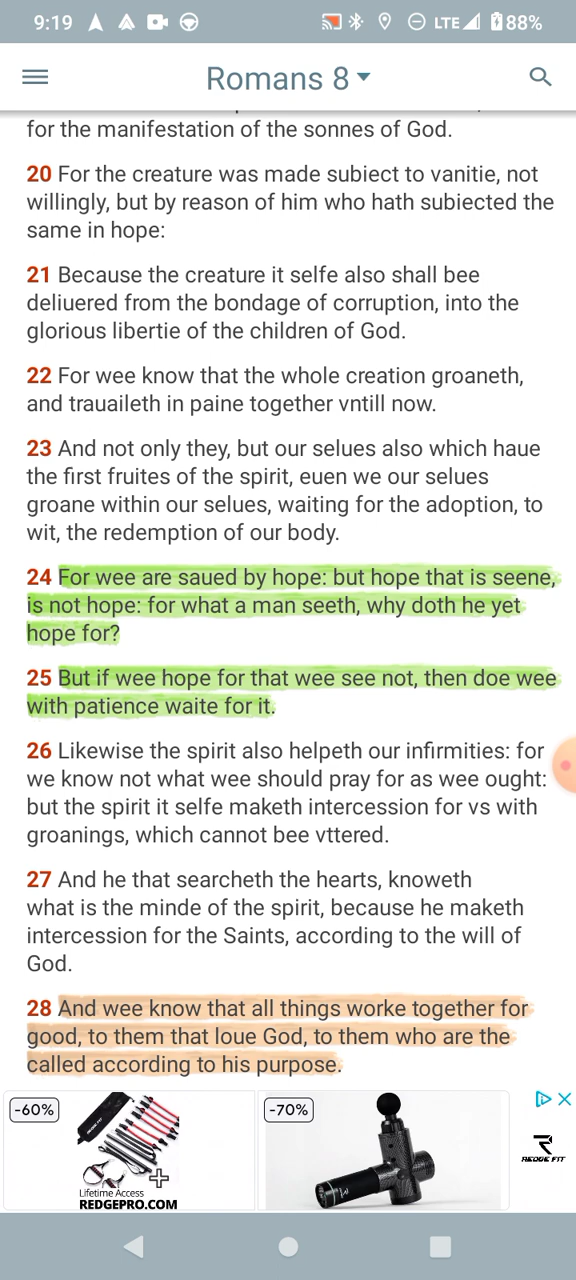 9:19 LTE 88%
Romans 8
for the manifestation of the sonnes of God.
20 For the creature was made subiect to vanitie, not
willingly, but by reason of him who hath subiected the
same in hope:
21 Because the creature it selfe also shall bee
deliuered from the bondage of corruption, into the
glorious libertie of the children of God.
22 For wee know that the whole creation groaneth,
and trauaileth in paine together vntill now.
23 And not only they, but our selues also which haue
the first fruites of the spirit, euen we our selues
groane within our selues, waiting for the adoption, to
wit, the redemption of our body.
24 For wee are saued by hope: but hope that is seene,
is not hope: for what a man seeth, why doth he yet
hope for?
25 But if wee hope for that wee see not, then doe wee
with patience waite for it.
26 Likewise the spirit also helpeth our infirmities: for
we know not what wee should pray for as wee ought:
but the spirit it selfe maketh intercession for vs with
groanings, which cannot bee vttered.
27 And he that searcheth the hearts, knoweth
what is the minde of the spirit, because he maketh
intercession for the Saints, according to the will of
God.
28 And wee know that all things worke together for
good, to them that loue God, to them who are the
called according to his purpose.
-60%
-70%
Lifetime Access
REDGEPRO.COM
REDGE FIT